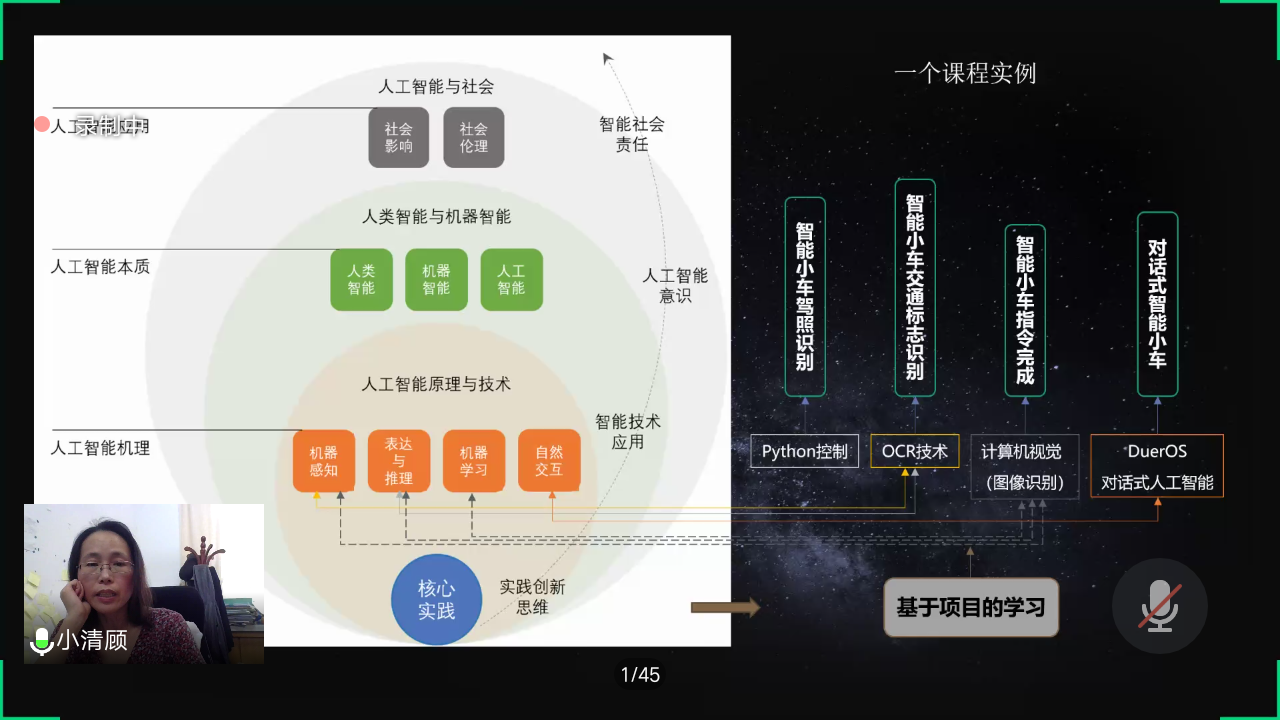 一个课程实例
人工智能与社会
社会
影响
社会
伦理
智能社会
责任
人工智能应用
录制中
人类智能与机器智能
人工智能本质
人类
智能
机器
智能
人工
智能
人工智能
意识
人工智能原理与技术
人工智能机理
机器
感知
表达
与
推理
机器
学习
自然
交互
智能技术
应用
核心
实践
实践创新
思维
智能小车驾照识别
智能小车交通标志识别
智能小车指令完成
对话式智能小车
Python控制
OCR技术
计算机视觉
（图像识别）
DuerOS
对话式人工智能
基于项目的学习
小清顾
1/45